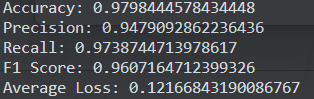 Accuracy: 0.9798444578434448
Precision: 0.9479092862236436
Recall: 0.9738744713978617
F1 Score: 0.9607164712399326
Average Loss: 0.12166843190086767